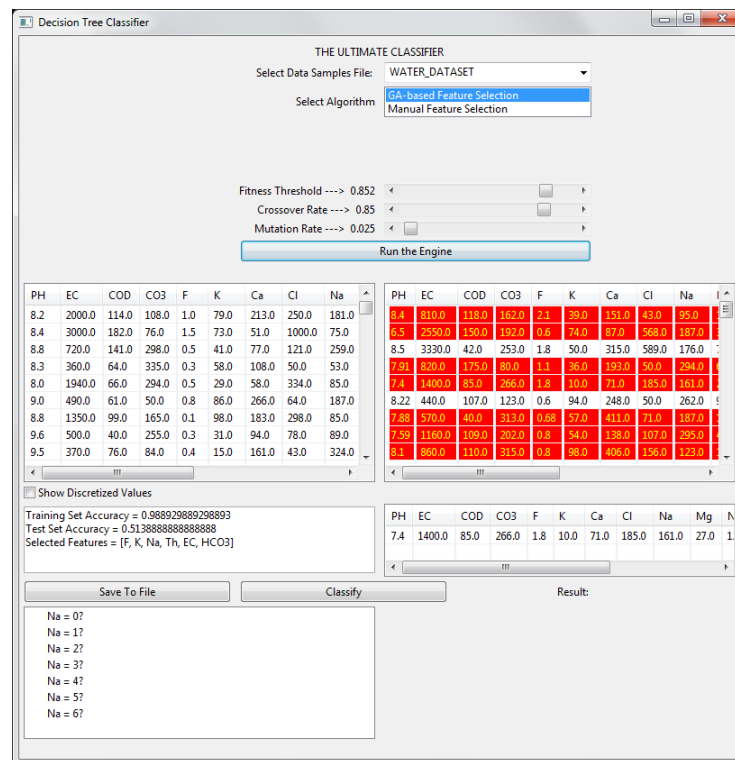 Decision Tree Classifier
THE ULTIMATE CLASSIFIER
Select Data Samples File: WATER_DATASET
Select Algorithm
GA-based Feature Selection
Manual Feature Selection
Fitness Threshold ---> 0.852
Crossover Rate ---> 0.85
Mutation Rate ---> 0.025
Run the Engine
PH EC COD CO3 F K Ca Cl Na
8.2 2000.0 114.0 108.0 1.0 79.0 213.0 250.0 181.0
8.4 3000.0 182.0 76.0 1.5 73.0 51.0 1000.0 75.0
8.8 720.0 141.0 298.0 0.5 41.0 77.0 121.0 259.0
8.3 360.0 64.0 335.0 0.3 58.0 108.0 50.0 53.0
8.0 1940.0 66.0 294.0 0.5 29.0 58.0 334.0 85.0
9.0 490.0 61.0 50.0 0.8 86.0 266.0 64.0 187.0
8.8 1350.0 99.0 165.0 0.1 98.0 183.0 298.0 85.0
9.6 500.0 40.0 255.0 0.3 31.0 94.0 78.0 89.0
9.5 370.0 76.0 84.0 0.4 15.0 161.0 43.0 324.0
PH EC COD CO3 F K Ca Cl Na
8.4 810.0 118.0 162.0 2.1 39.0 151.0 43.0 95.0
6.5 2550.0 150.0 192.0 0.6 74.0 87.0 568.0 187.0
8.5 3330.0 42.0 253.0 1.8 50.0 315.0 589.0 176.0
7.91 820.0 175.0 80.0 1.1 36.0 193.0 50.0 294.0
7.4 1400.0 85.0 266.0 1.8 10.0 71.0 185.0 161.0
8.22 440.0 107.0 123.0 0.6 94.0 248.0 50.0 262.0
7.88 570.0 40.0 313.0 0.68 57.0 411.0 71.0 187.0
7.59 1160.0 109.0 202.0 0.8 54.0 138.0 107.0 295.0
8.1 860.0 110.0 315.0 0.8 98.0 406.0 156.0 123.0
Show Discretized Values
Training Set Accuracy = 0.988929889298893
Test Set Accuracy = 0.5138888888888888
Selected Features = [F, K, Na, Th, EC, HCO3]
PH EC COD CO3 F K Ca Cl Na Mg N
7.4 1400.0 85.0 266.0 1.8 10.0 71.0 185.0 161.0 27.0 1.
Save To File
Classify
Result:
Na = 0?
Na = 1?
Na = 2?
Na = 3?
Na = 4?
Na = 5?
Na = 6?